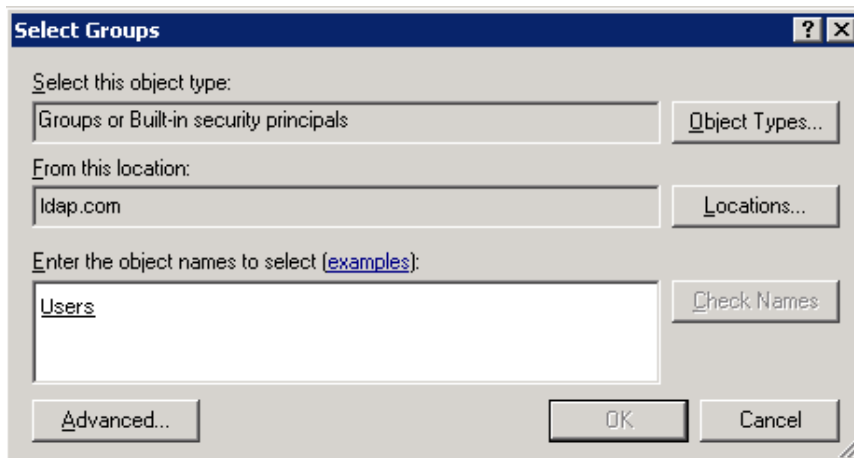 Select Groups
Select this object type:
Groups or Built-in security principals
Object Types...
From this location:
ldap.com
Locations...
Enter the object names to select (examples):
Users
Check Names
Advanced...
OK
Cancel